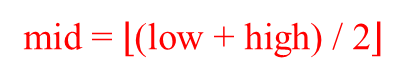 mid = ⌊(low + high) / 2⌋